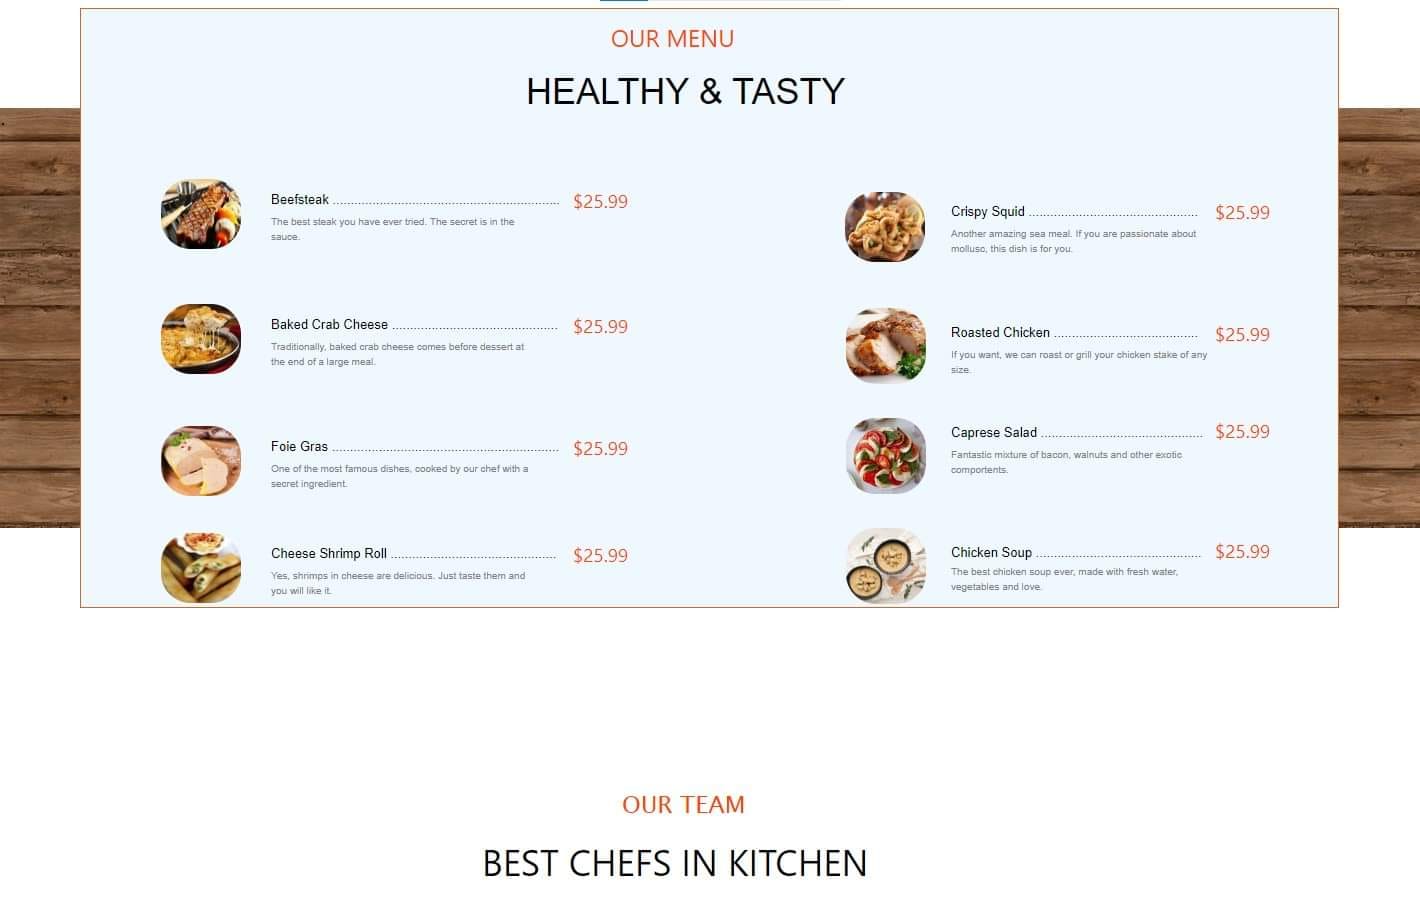 OUR MENU
HEALTHY & TASTY
Beefsteak ............................................................... $25.99
The best steak you have ever tried. The secret is in the
sauce.
Baked Crab Cheese .............................................. $25.99
Traditionally, baked crab cheese comes before dessert at
the end of a large meal.
Foie Gras ............................................................... $25.99
One of the most famous dishes, cooked by our chef with a
secret ingredient.
Cheese Shrimp Roll .............................................. $25.99
Yes, shrimps in cheese are delicious. Just taste them and
you will like it.
Crispy Squid ............................................... $25.99
Another amazing sea meal. If you are passionate about
mollusc, this dish is for you.
Roasted Chicken ........................................ $25.99
If you want, we can roast or grill your chicken stake of any
size.
Caprese Salad ............................................. $25.99
Fantastic mixture of bacon, walnuts and other exotic
comportents.
Chicken Soup .............................................. $25.99
The best chicken soup ever, made with fresh water,
vegetables and love.
OUR TEAM
BEST CHEFS IN KITCHEN